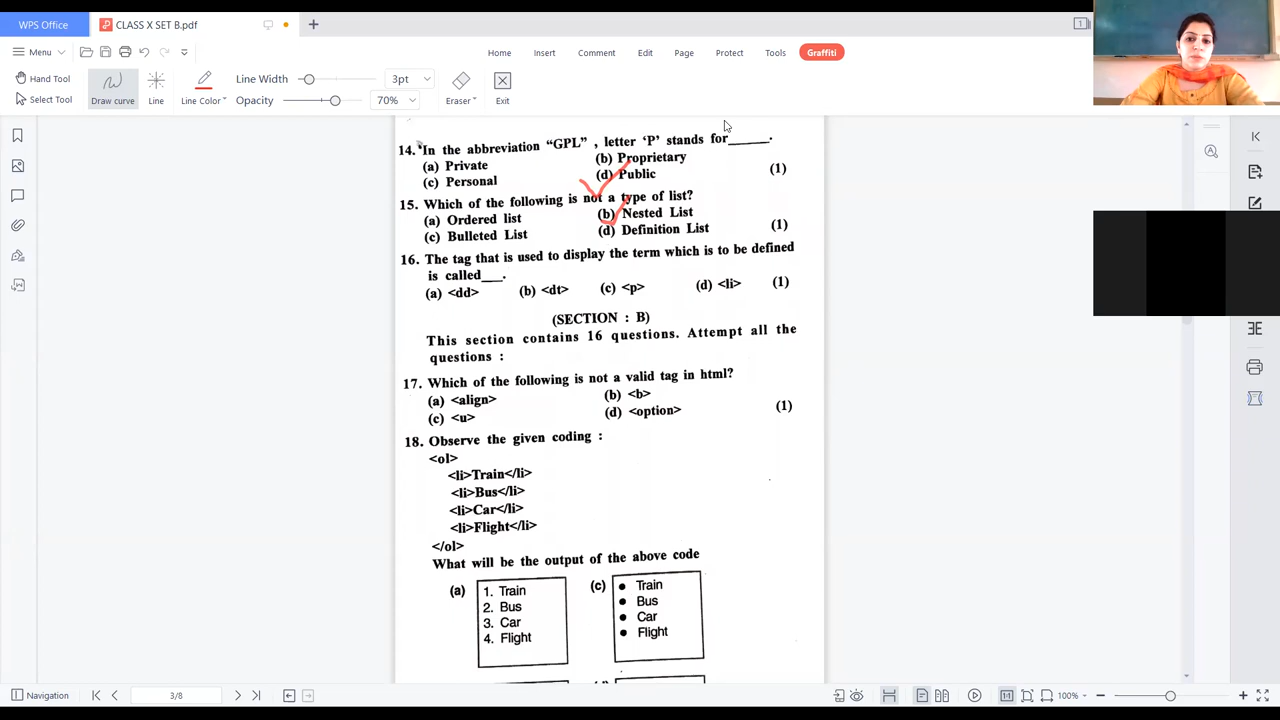 WPS Office
CLASS X SET B.pdf
Menu
Home
Insert
Comment
Edit
Page
Protect
Tools
Graffiti
Hand Tool
Select Tool
Draw curve
Line
Line Color
Line Width
3pt
Opacity
70%
Eraser
Exit
14. In the abbreviation “GPL” , letter ‘P’ stands for_____.
(a) Private (b) Proprietary
(c) Personal (d) Public (1)
15. Which of the following is not a type of list?
(a) Ordered list (b) Nested List
(c) Bulleted List (d) Definition List (1)
16. The tag that is used to display the term which is to be defined
is called___.
(a) <dd> (b) <dt> (c) <p> (d) <li> (1)
(SECTION : B)
This section contains 16 questions. Attempt all the
questions :
17. Which of the following is not a valid tag in html?
(a) <align> (b) <b>
(c) <u> (d) <option> (1)
18. Observe the given coding :
<ol>
<li>Train</li>
<li>Bus</li>
<li>Car</li>
<li>Flight</li>
</ol>
What will be the output of the above code
(a)
1. Train
2. Bus
3. Car
4. Flight
(c)
● Train
● Bus
● Car
● Flight
Navigation
3/8
100%